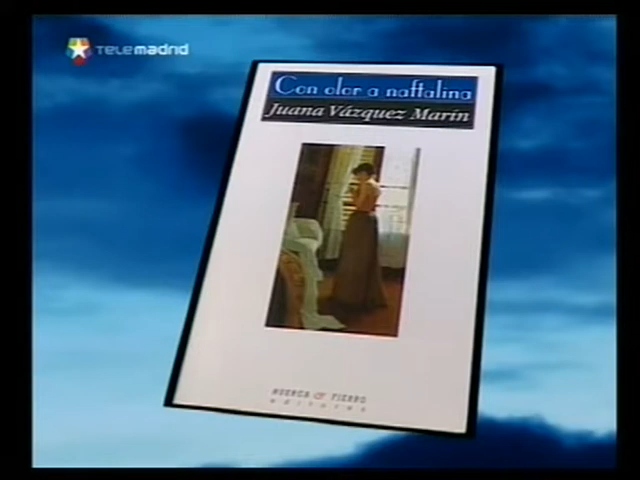 TELEMADRID
Con olor a naftalina
Juana Vázquez Marín
HUERGA & FIERRO
editores